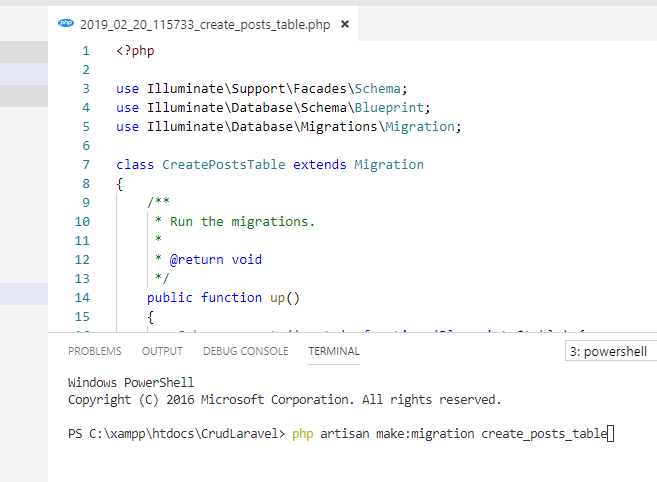 php 2019_02_20_115733_create_posts_table.php ×
1 <?php
2
3 use Illuminate\Support\Facades\Schema;
4 use Illuminate\Database\Schema\Blueprint;
5 use Illuminate\Database\Migrations\Migration;
6
7 class CreatePostsTable extends Migration
8 {
9 /**
10 * Run the migrations.
11 *
12 * @return void
13 */
14 public function up()
15 {
PROBLEMS OUTPUT DEBUG CONSOLE TERMINAL 3: powershell
Windows PowerShell
Copyright (C) 2016 Microsoft Corporation. All rights reserved.
PS C:\xampp\htdocs\CrudLaravel> php artisan make:migration create_posts_table